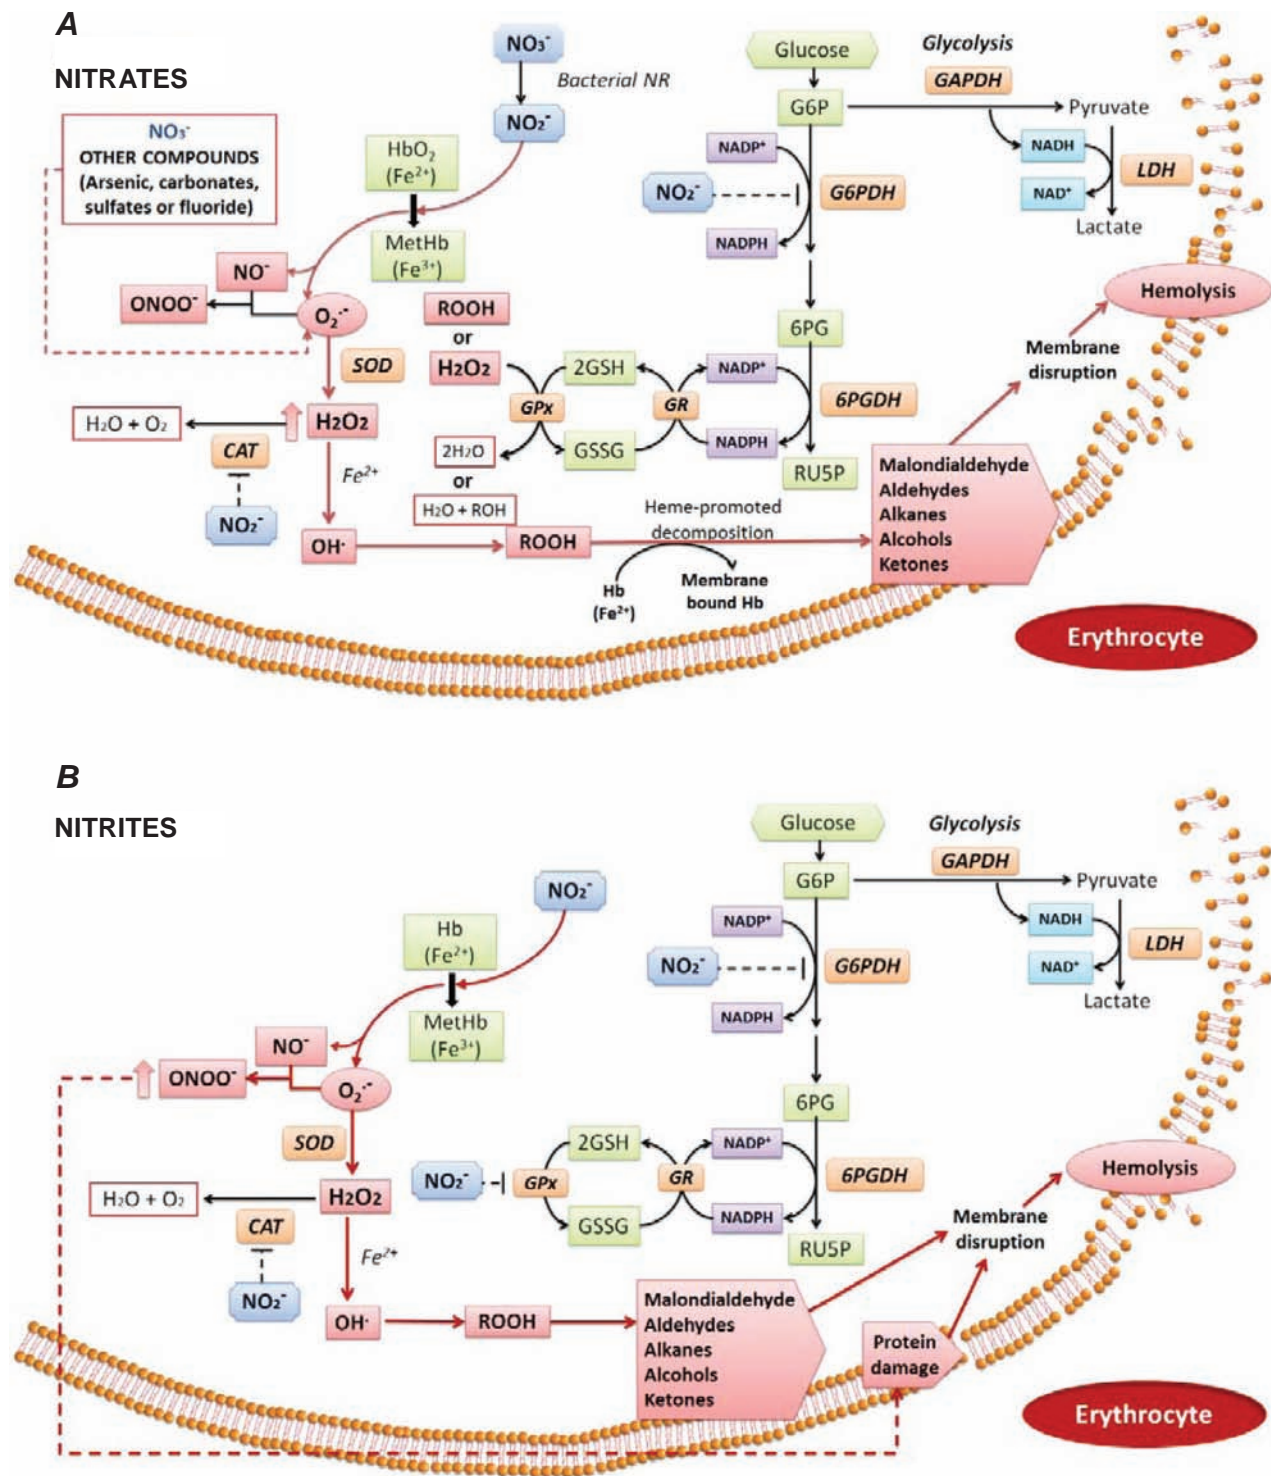 A
NITRATES
NO₃⁻
Bacterial NR
NO₂⁻
NO₃⁻
OTHER COMPOUNDS
(Arsenic, carbonates,
sulfates or fluoride)
HbO₂
(Fe²⁺)
MetHb
(Fe³⁺)
NO⁻
ONOO⁻
O₂·⁻
SOD
H₂O + O₂
H₂O₂
CAT
Fe²⁺
NO₂⁻
OH·
ROOH
or
H₂O₂
GPx
2H₂O
or
H₂O + ROH
2GSH
GSSG
GR
NADP⁺
NADPH
ROOH
Heme-promoted
decomposition
Hb
(Fe²⁺)
Membrane
bound Hb
Glucose
G6P
NADP⁺
NO₂⁻
G6PDH
NADPH
6PG
6PGDH
RU5P
Glycolysis
GAPDH
Pyruvate
NADH
LDH
NAD⁺
Lactate
Malondialdehyde
Aldehydes
Alkanes
Alcohols
Ketones
Membrane
disruption
Hemolysis
Erythrocyte
B
NITRITES
NO₂⁻
Hb
(Fe²⁺)
MetHb
(Fe³⁺)
NO⁻
ONOO⁻
O₂·⁻
SOD
H₂O + O₂
H₂O₂
CAT
Fe²⁺
NO₂⁻
OH·
ROOH
NO₂⁻
GPx
2GSH
GSSG
GR
NADP⁺
NADPH
Glucose
G6P
NADP⁺
NO₂⁻
G6PDH
NADPH
6PG
6PGDH
RU5P
Glycolysis
GAPDH
Pyruvate
NADH
LDH
NAD⁺
Lactate
Malondialdehyde
Aldehydes
Alkanes
Alcohols
Ketones
Protein
damage
Membrane
disruption
Hemolysis
Erythrocyte